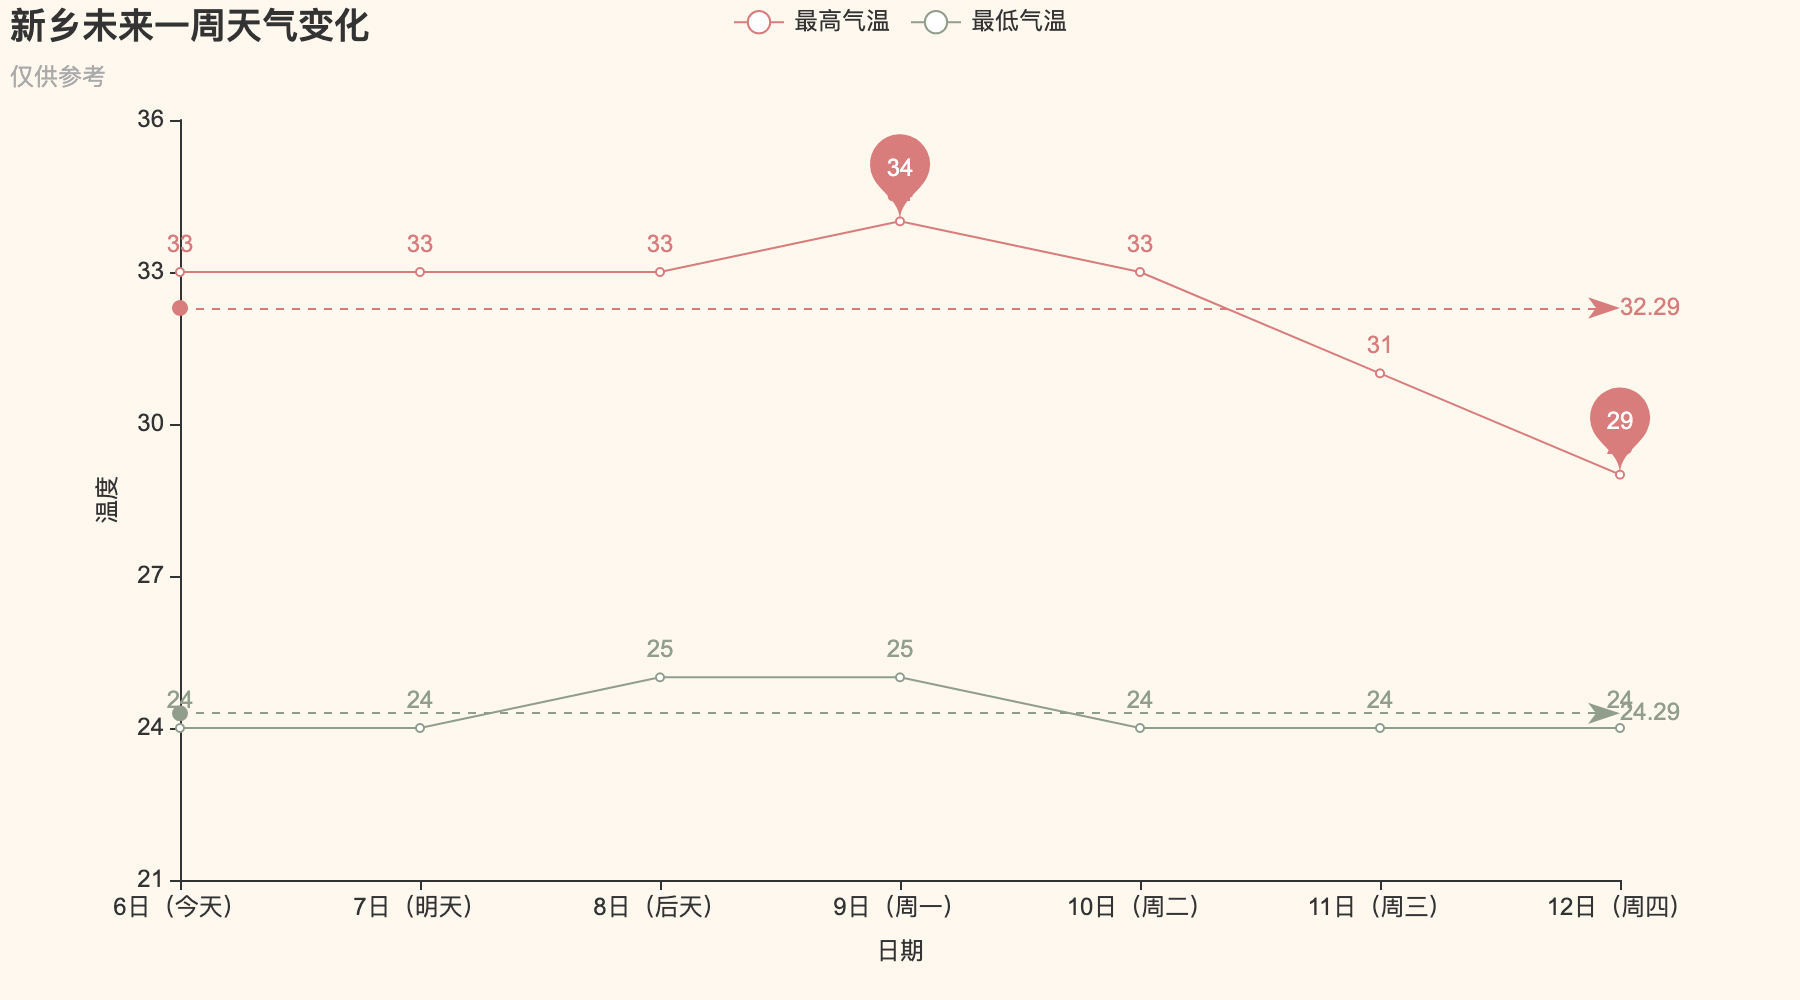 新乡未来一周天气变化
仅供参考
最高气温
最低气温
36
33
30
27
24
21
温度
33
33
33
34
33
31
29
32.29
24
24
25
25
24
24
24
24.29
6日（今天）
7日（明天）
8日（后天）
9日（周一）
10日（周二）
11日（周三）
12日（周四）
日期